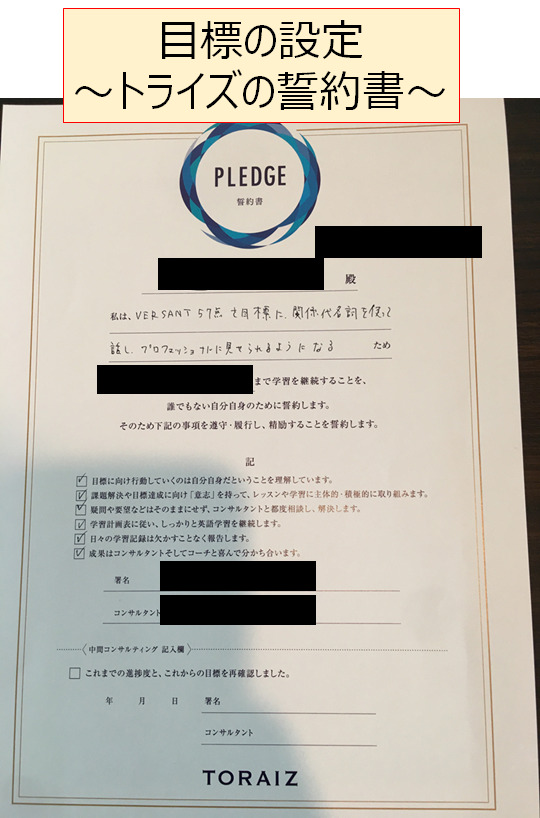 目標の設定
～トライズの誓約書～
PLEDGE
誓約書
殿
私は、VERSANT 57点を目標に、関係代名詞を使って
話し、プロフェッショナルに見てられるようになる ため
まで学習を継続することを、
誰でもない自分自身のために誓約します。
そのため下記の事項を遵守・履行し、精励することを誓約します。
記
目標に向け行動していくのは自分自身だということを理解しています。
課題解決や目標達成に向け「意志」を持って、レッスンや学習に主体的・積極的に取り組みます。
疑問や要望などはそのままにせず、コンサルタントと都度相談し、解決します。
学習計画表に従い、しっかりと英語学習を継続します。
日々の学習記録は欠かすことなく報告します。
成果はコンサルタントそしてコーチと喜んで分かち合います。
署名
コンサルタント
中間コンサルティング 記入欄
これまでの進捗度と、これからの目標を再確認しました。
年 月 日 署名
コンサルタント
TORAIZ